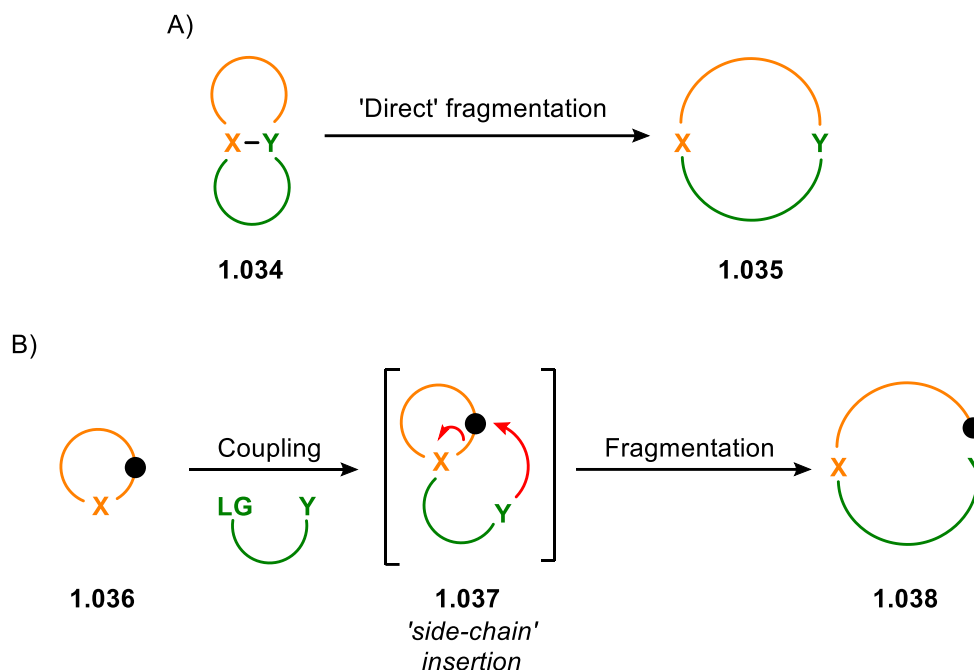 A)
'Direct' fragmentation
X – Y
X Y
1.034
1.035
B)
Coupling
Fragmentation
X
LG Y
X
Y
X
Y
1.036
1.037
1.038
'side-chain'
insertion